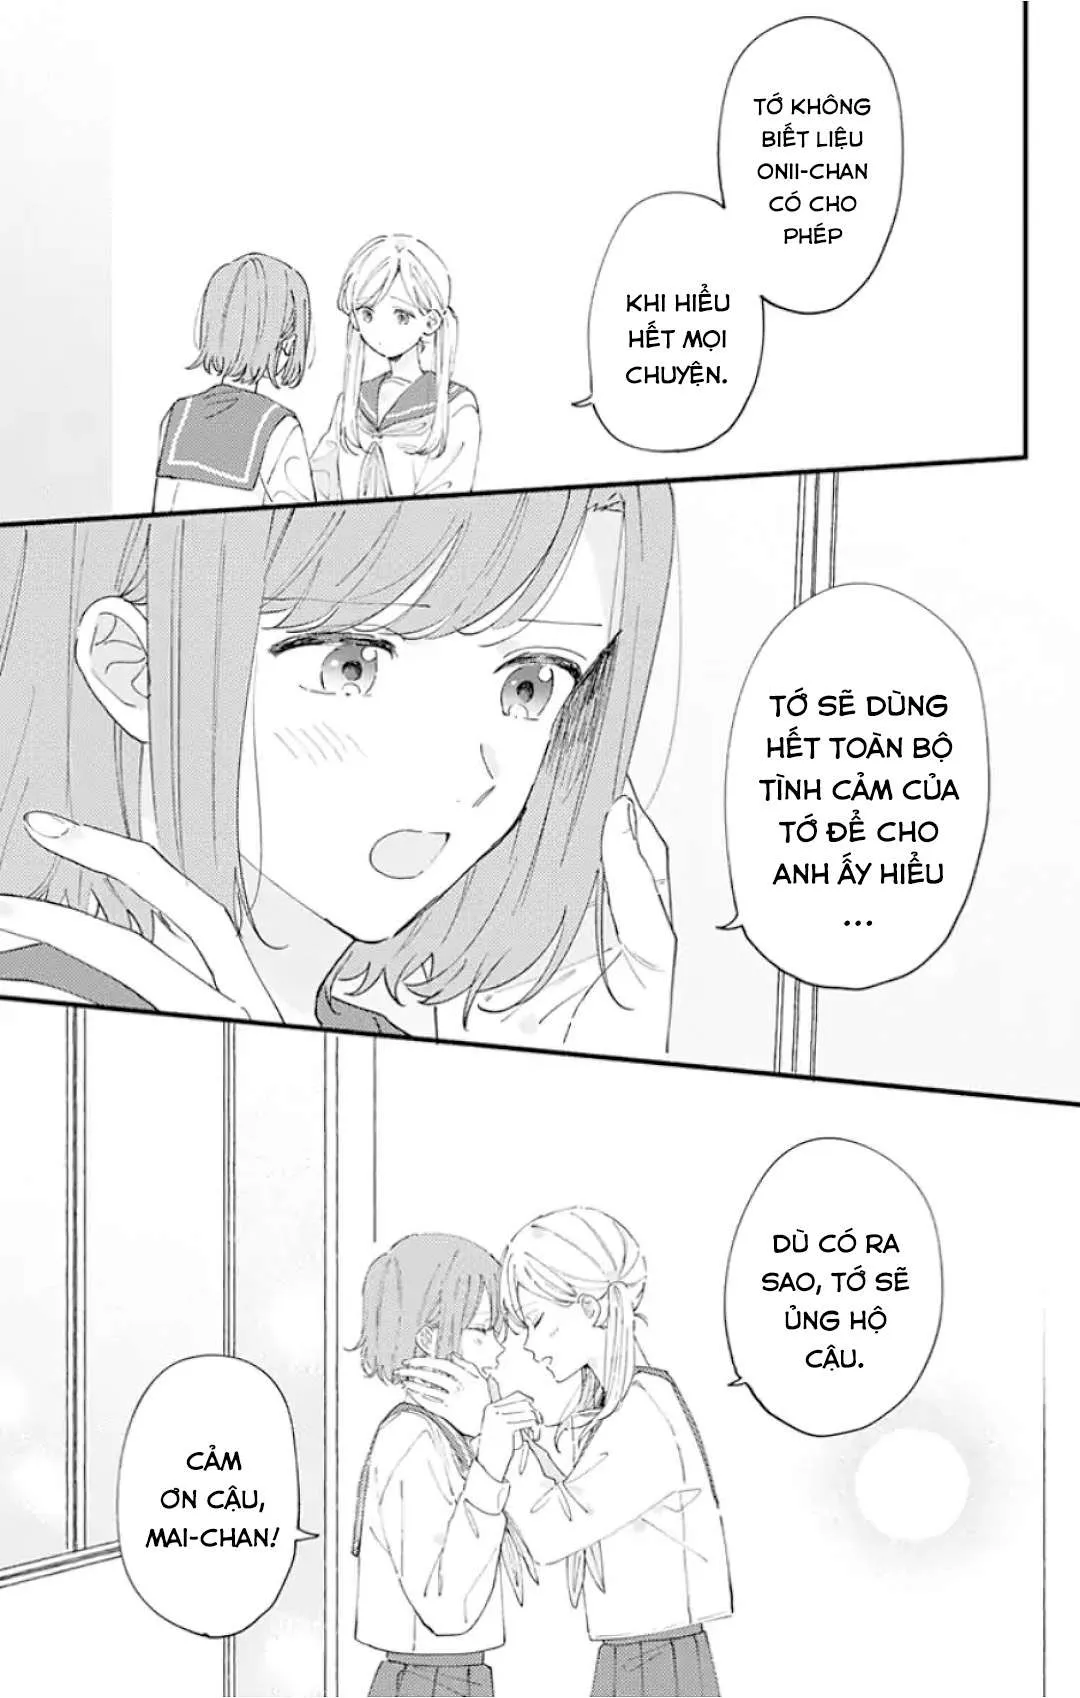 TỚ KHÔNG
BIẾT LIỆU
ONII-CHAN
CÓ CHO
PHÉP
KHI HIỂU
HẾT MỌI
CHUYỆN.
TỚ SẼ DÙNG
HẾT TOÀN BỘ
TÌNH CẢM CỦA
TỚ ĐỂ CHO
ANH ẤY HIỂU
...
DÙ CÓ RA
SAO, TỚ SẼ
ỦNG HỘ
CẬU.
CẢM
ƠN CẬU,
MAI-CHAN!